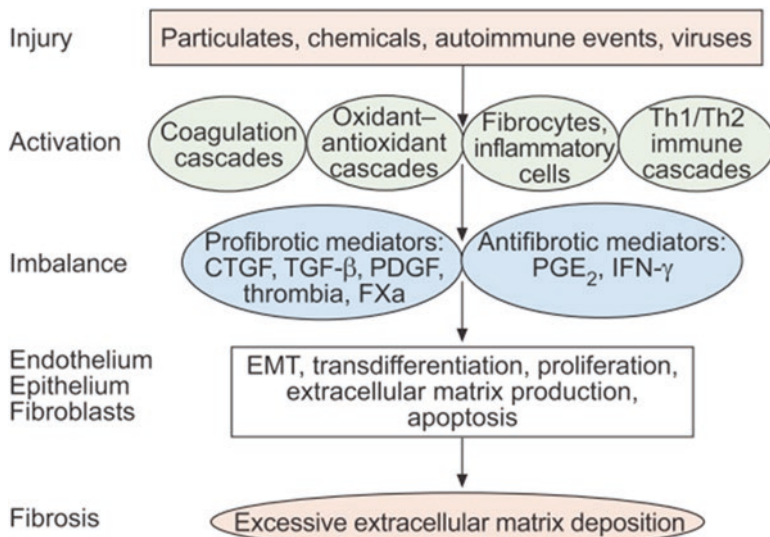 Injury
Particulates, chemicals, autoimmune events, viruses
Activation
Coagulation
cascades
Oxidant–
antioxidant
cascades
Fibrocytes,
inflammatory
cells
Th1/Th2
immune
cascades
Imbalance
Profibrotic mediators:
CTGF, TGF-β, PDGF,
thrombia, FXa
Antifibrotic mediators:
PGE₂, IFN-γ
Endothelium
Epithelium
Fibroblasts
EMT, transdifferentiation, proliferation,
extracellular matrix production,
apoptosis
Fibrosis
Excessive extracellular matrix deposition